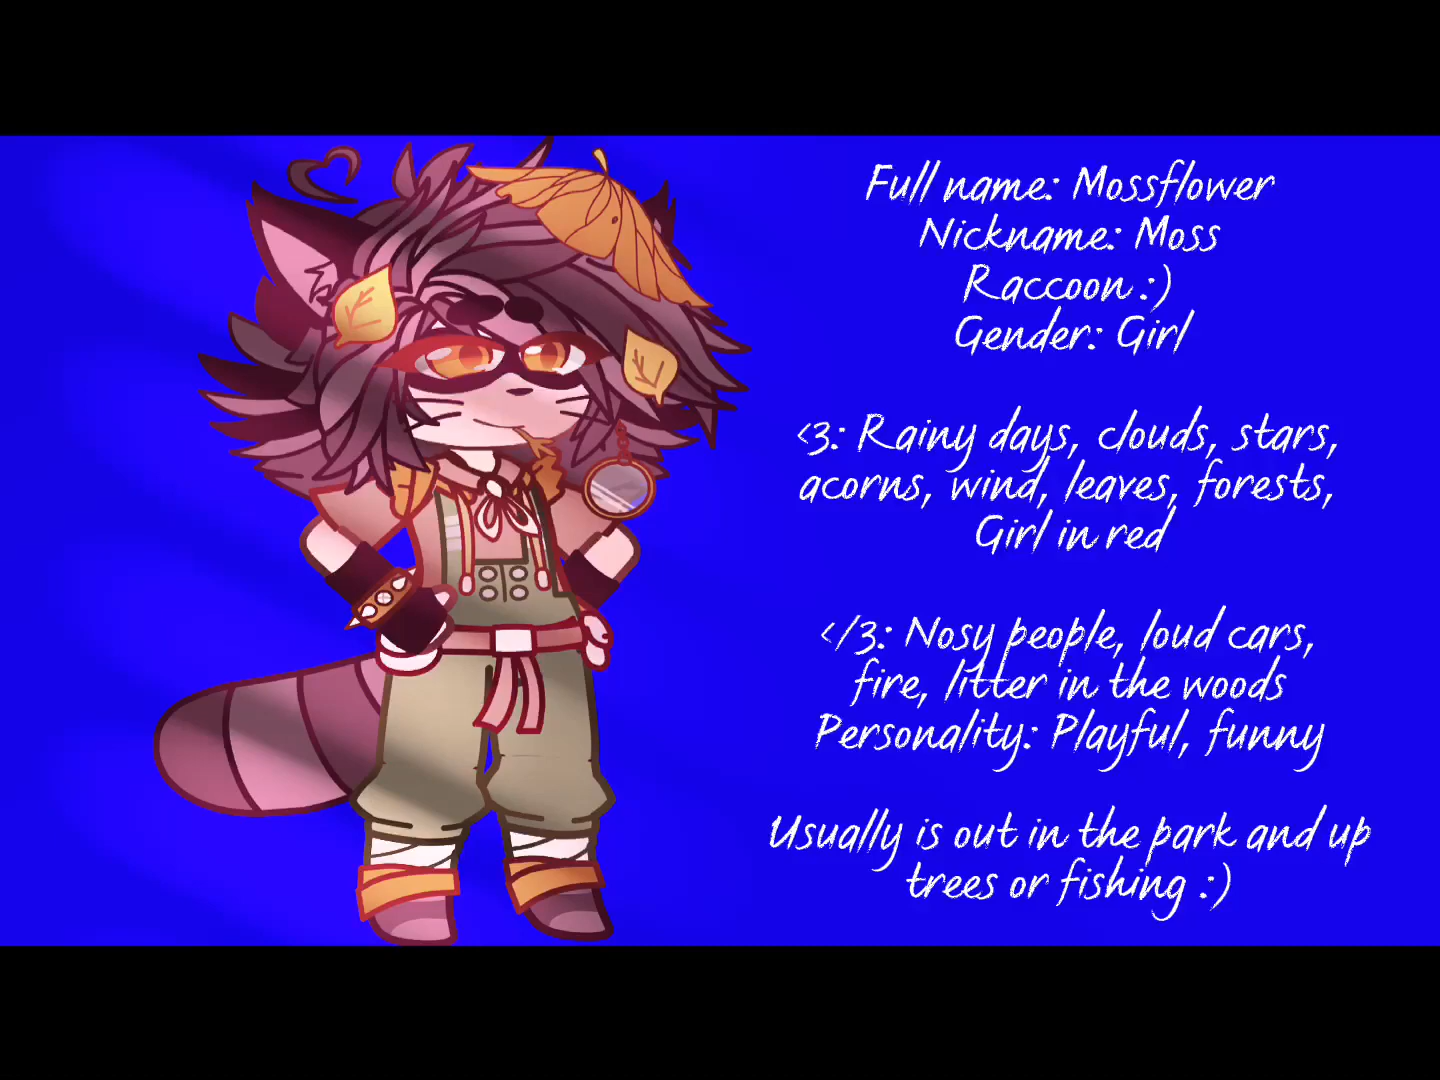 Full name: Mossflower
Nickname: Moss
Raccoon :)
Gender: Girl
<3: Rainy days, clouds, stars,
acorns, wind, leaves, forests,
Girl in red
</3: Nosy people, loud cars,
fire, litter in the woods
Personality: Playful, funny
Usually is out in the park and up
trees or fishing :)